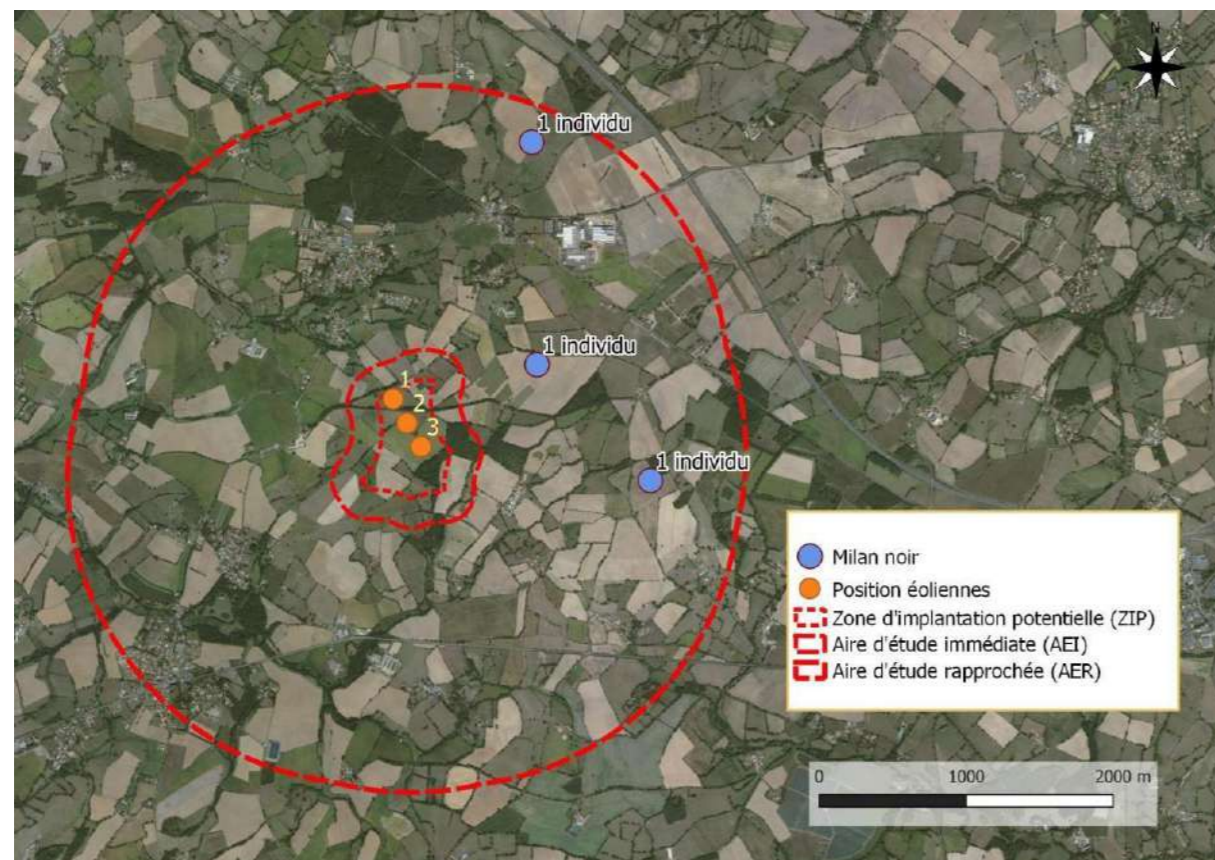 N
1 individu
1 individu
1
2
3
1 individu
Milan noir
Position éoliennes
Zone d'implantation potentielle (ZIP)
Aire d'étude immédiate (AEI)
Aire d'étude rapprochée (AER)
0 1000 2000 m